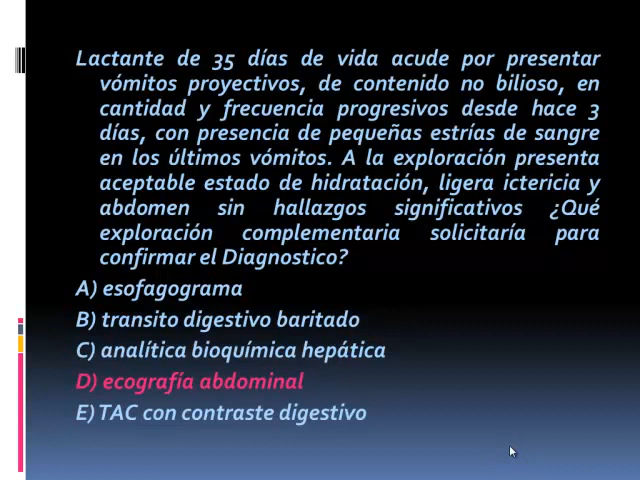 Lactante de 35 días de vida acude por presentar
vómitos proyectivos, de contenido no bilioso, en
cantidad y frecuencia progresivos desde hace 3
días, con presencia de pequeñas estrías de sangre
en los últimos vómitos. A la exploración presenta
aceptable estado de hidratación, ligera ictericia y
abdomen sin hallazgos significativos ¿Qué
exploración complementaria solicitaría para
confirmar el Diagnostico?
A) esofagograma
B) transito digestivo baritado
C) analítica bioquímica hepática
D) ecografía abdominal
E) TAC con contraste digestivo